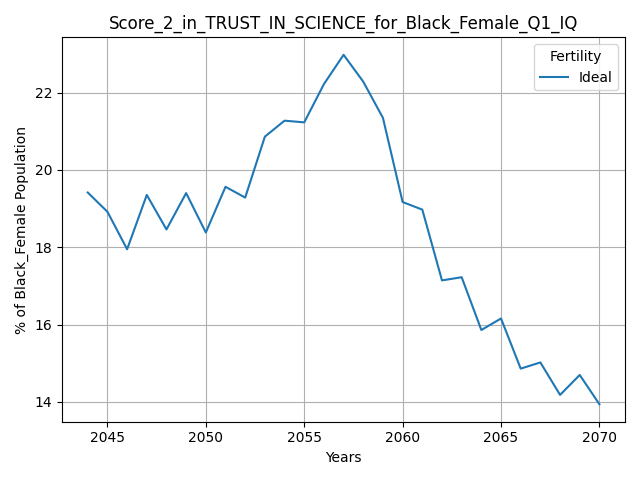 Score_2_in_TRUST_IN_SCIENCE_for_Black_Female_Q1_IQ
Fertility
Ideal
% of Black_Female Population
22
20
18
16
14
2045 2050 2055 2060 2065 2070
Years